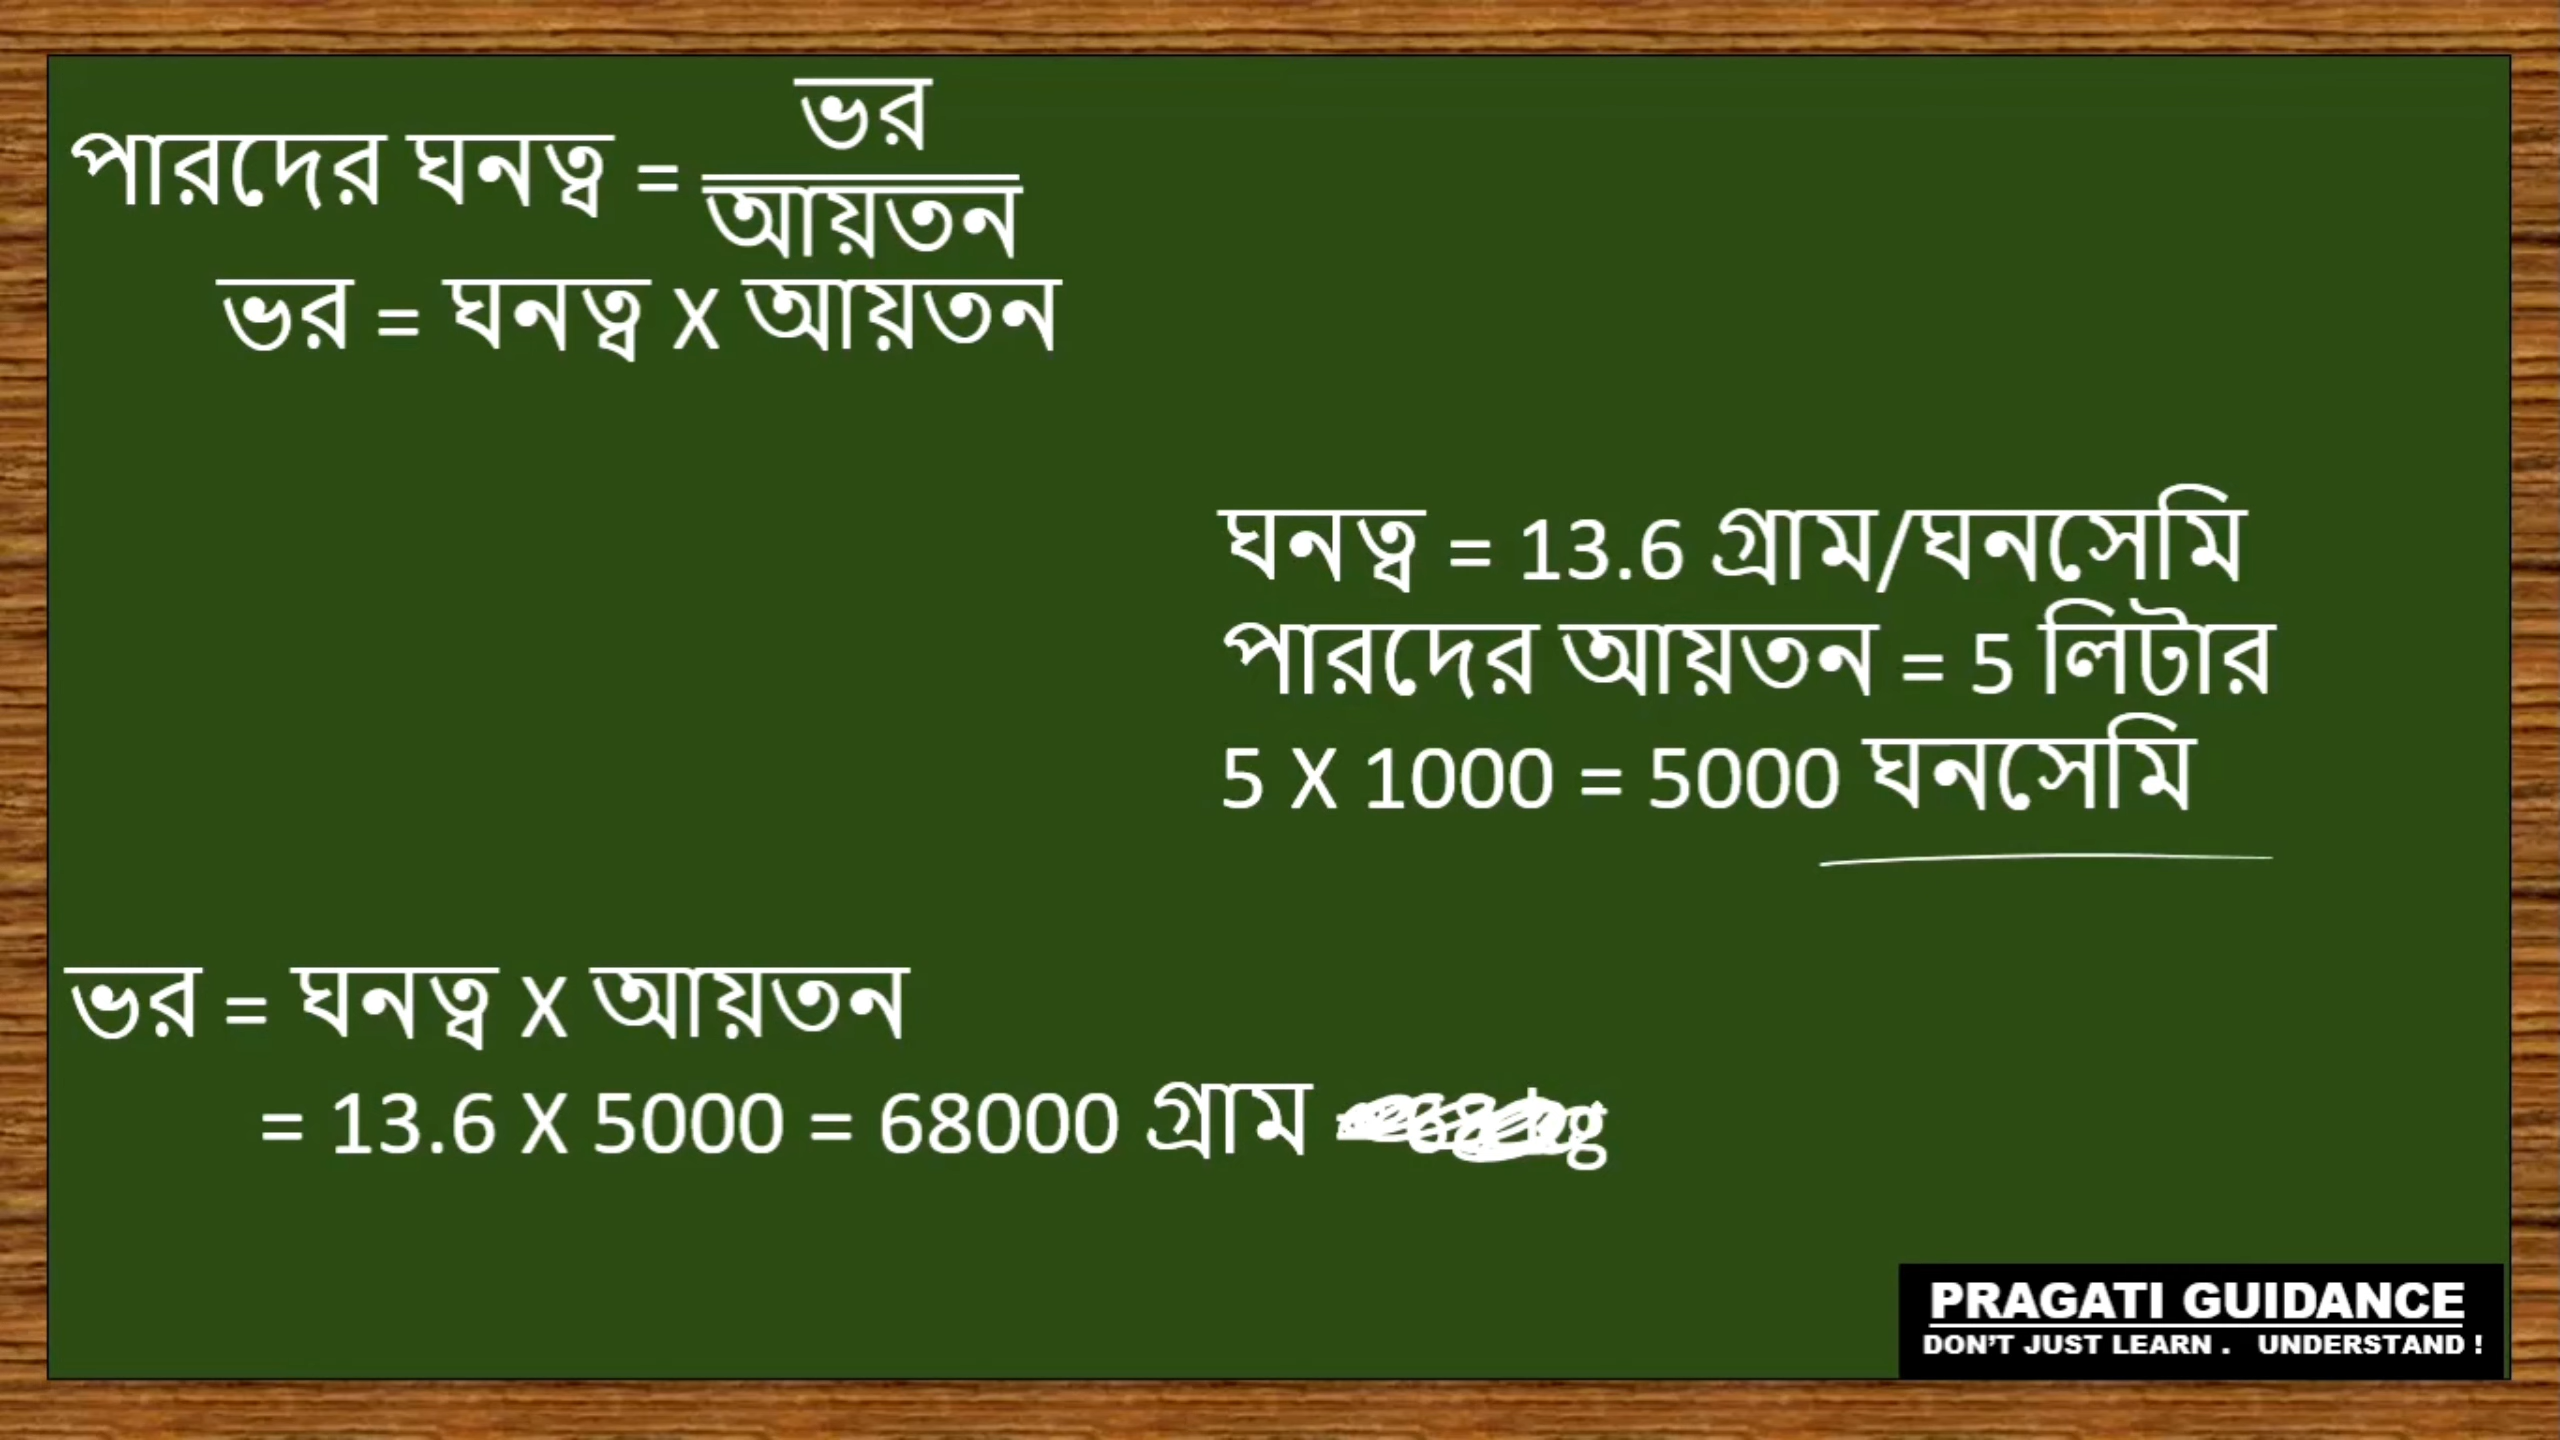 পারদের ঘনত্ব = ভর / আয়তন
ভর = ঘনত্ব X আয়তন
ঘনত্ব = 13.6 গ্রাম/ঘনসেমি
পারদের আয়তন = 5 লিটার
5 X 1000 = 5000 ঘনসেমি
ভর = ঘনত্ব X আয়তন
= 13.6 X 5000 = 68000 গ্রাম
PRAGATI GUIDANCE
DON'T JUST LEARN . UNDERSTAND !